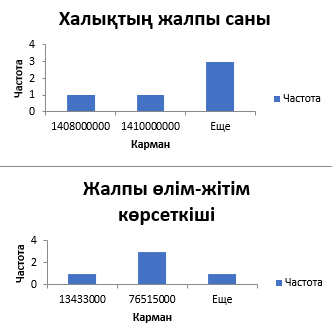 Халықтың жалпы саны
4
3
2
1
0
Частота
1408000000 1410000000 Еще
Карман
Частота
Жалпы өлім-жітім
көрсеткіші
4
2
0
Частота
13433000 76515000 Еще
Карман
Частота